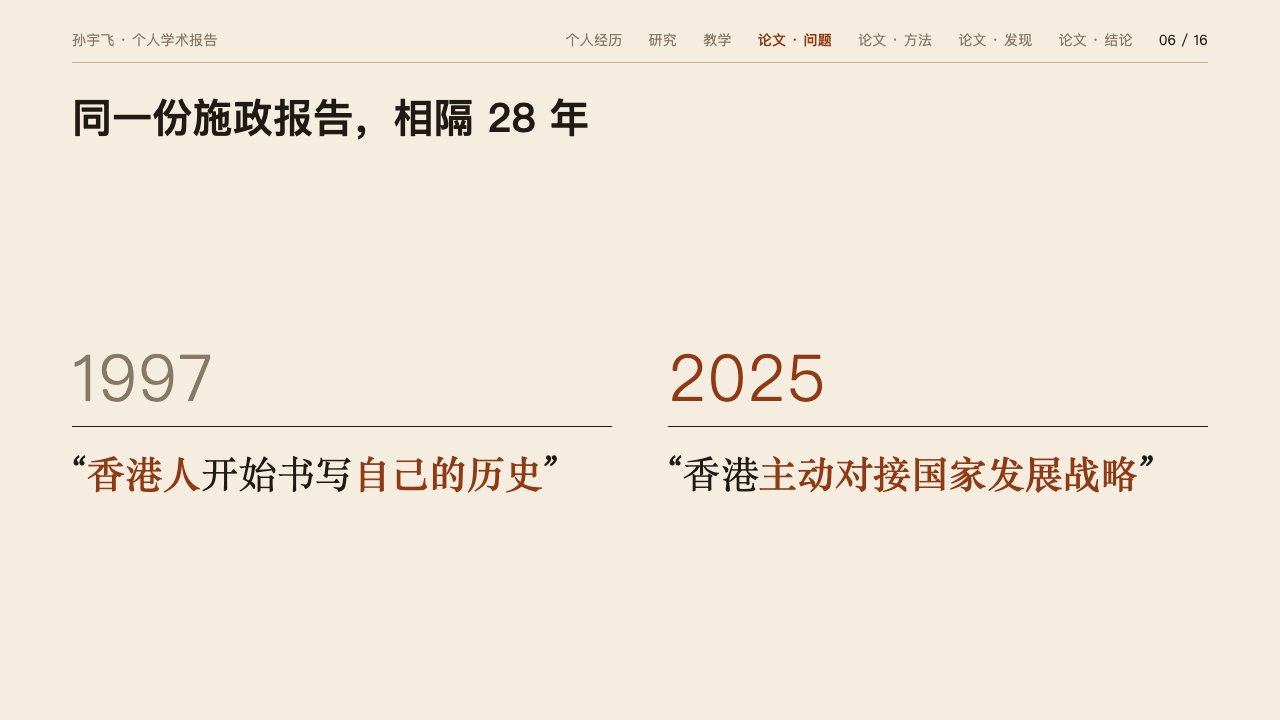 孙宇飞 · 个人学术报告
个人经历 研究 教学 论文 · 问题 论文 · 方法 论文 · 发现 论文 · 结论 06 / 16
同一份施政报告，相隔 28 年
1997
“香港人开始书写自己的历史”
2025
“香港主动对接国家发展战略”